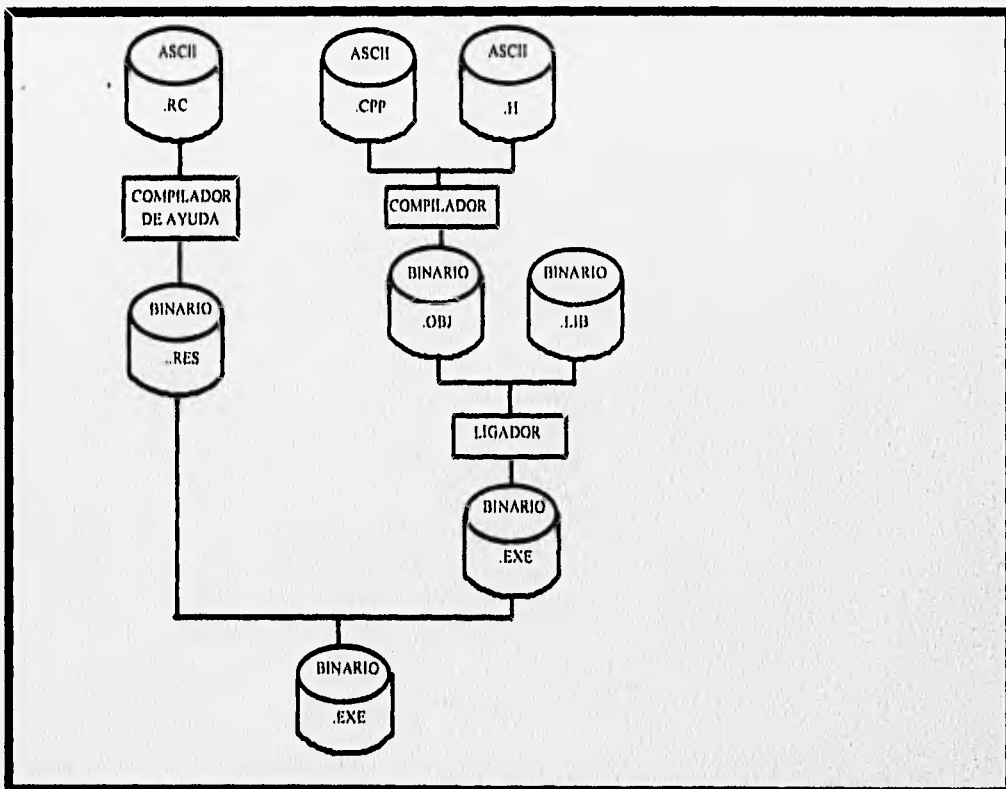 ASCII
.RC
ASCII
.CPP
ASCII
.H
COMPILADOR
DE AYUDA
COMPILADOR
BINARIO
.RES
BINARIO
.OBJ
BINARIO
.LIB
LIGADOR
BINARIO
.EXE
BINARIO
.EXE